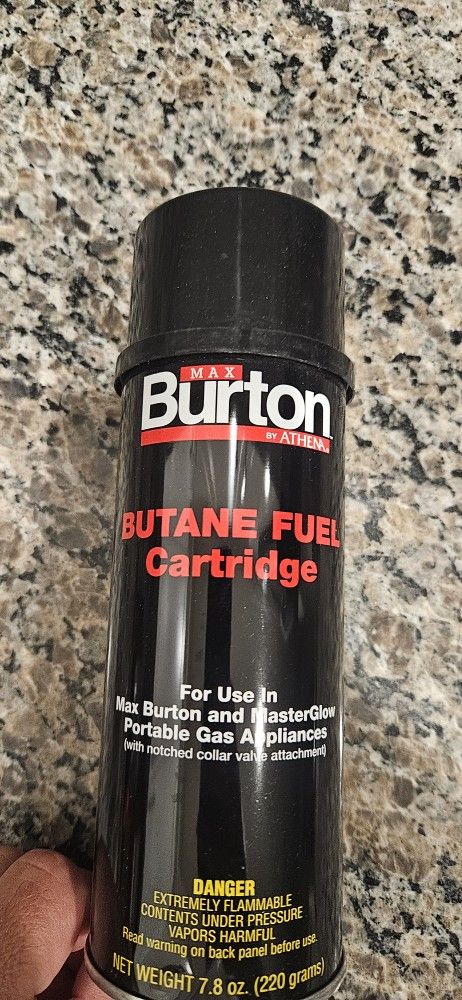 MAX
Burton
BY ATHENA
BUTANE FUEL
Cartridge
For Use In
Max Burton and MasterGlow
Portable Gas Appliances
(with notched collar valve attachment)
DANGER
EXTREMELY FLAMMABLE
CONTENTS UNDER PRESSURE
VAPORS HARMFUL
Read warning on back panel before use.
NET WEIGHT 7.8 oz. (220 grams)